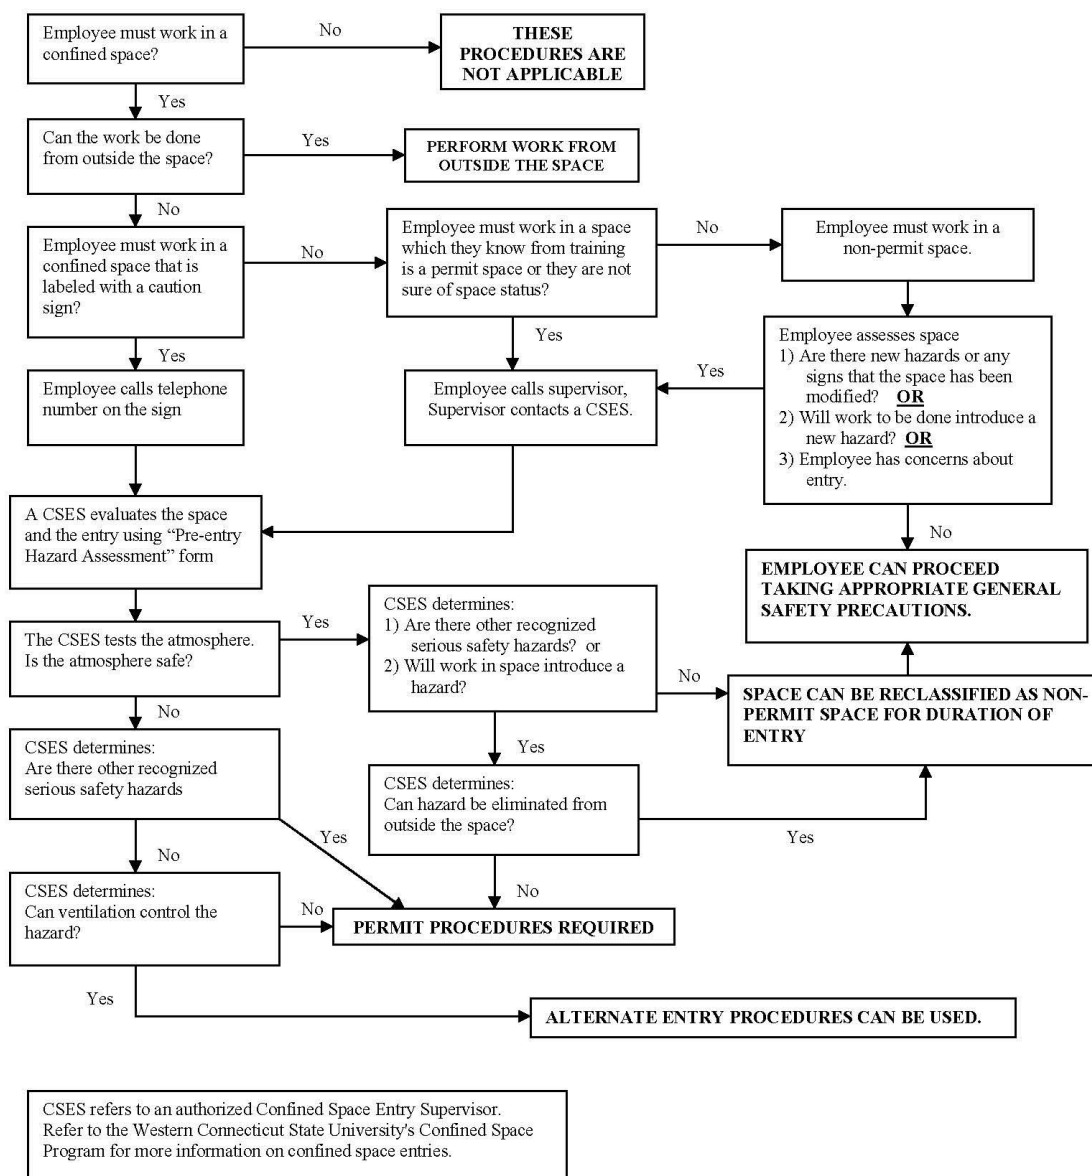 Employee must work in a
confined space?
No
THESE
PROCEDURES ARE
NOT APPLICABLE
Yes
Can the work be done
from outside the space?
Yes
PERFORM WORK FROM
OUTSIDE THE SPACE
No
Employee must work in a
confined space that is
labeled with a caution
sign?
No
Employee must work in a space
which they know from training
is a permit space or they are not
sure of space status?
No
Employee must work in a
non-permit space.
Yes
Employee calls telephone
number on the sign
Yes
Employee calls supervisor,
Supervisor contacts a CSES.
Yes
Employee assesses space
1) Are there new hazards or any
signs that the space has been
modified? OR
2) Will work to be done introduce a
new hazard? OR
3) Employee has concerns about
entry.
A CSES evaluates the space
and the entry using “Pre-entry
Hazard Assessment” form
No
EMPLOYEE CAN PROCEED
TAKING APPROPRIATE GENERAL
SAFETY PRECAUTIONS.
The CSES tests the atmosphere.
Is the atmosphere safe?
Yes
CSES determines:
1) Are there other recognized
serious safety hazards? or
2) Will work in space introduce a
hazard?
No
SPACE CAN BE RECLASSIFIED AS NON-
PERMIT SPACE FOR DURATION OF
ENTRY
No
CSES determines:
Are there other recognized
serious safety hazards
Yes
Yes
CSES determines:
Can hazard be eliminated from
outside the space?
Yes
No
CSES determines:
Can ventilation control the
hazard?
No
No
PERMIT PROCEDURES REQUIRED
Yes
ALTERNATE ENTRY PROCEDURES CAN BE USED.
CSES refers to an authorized Confined Space Entry Supervisor.
Refer to the Western Connecticut State University's Confined Space
Program for more information on confined space entries.